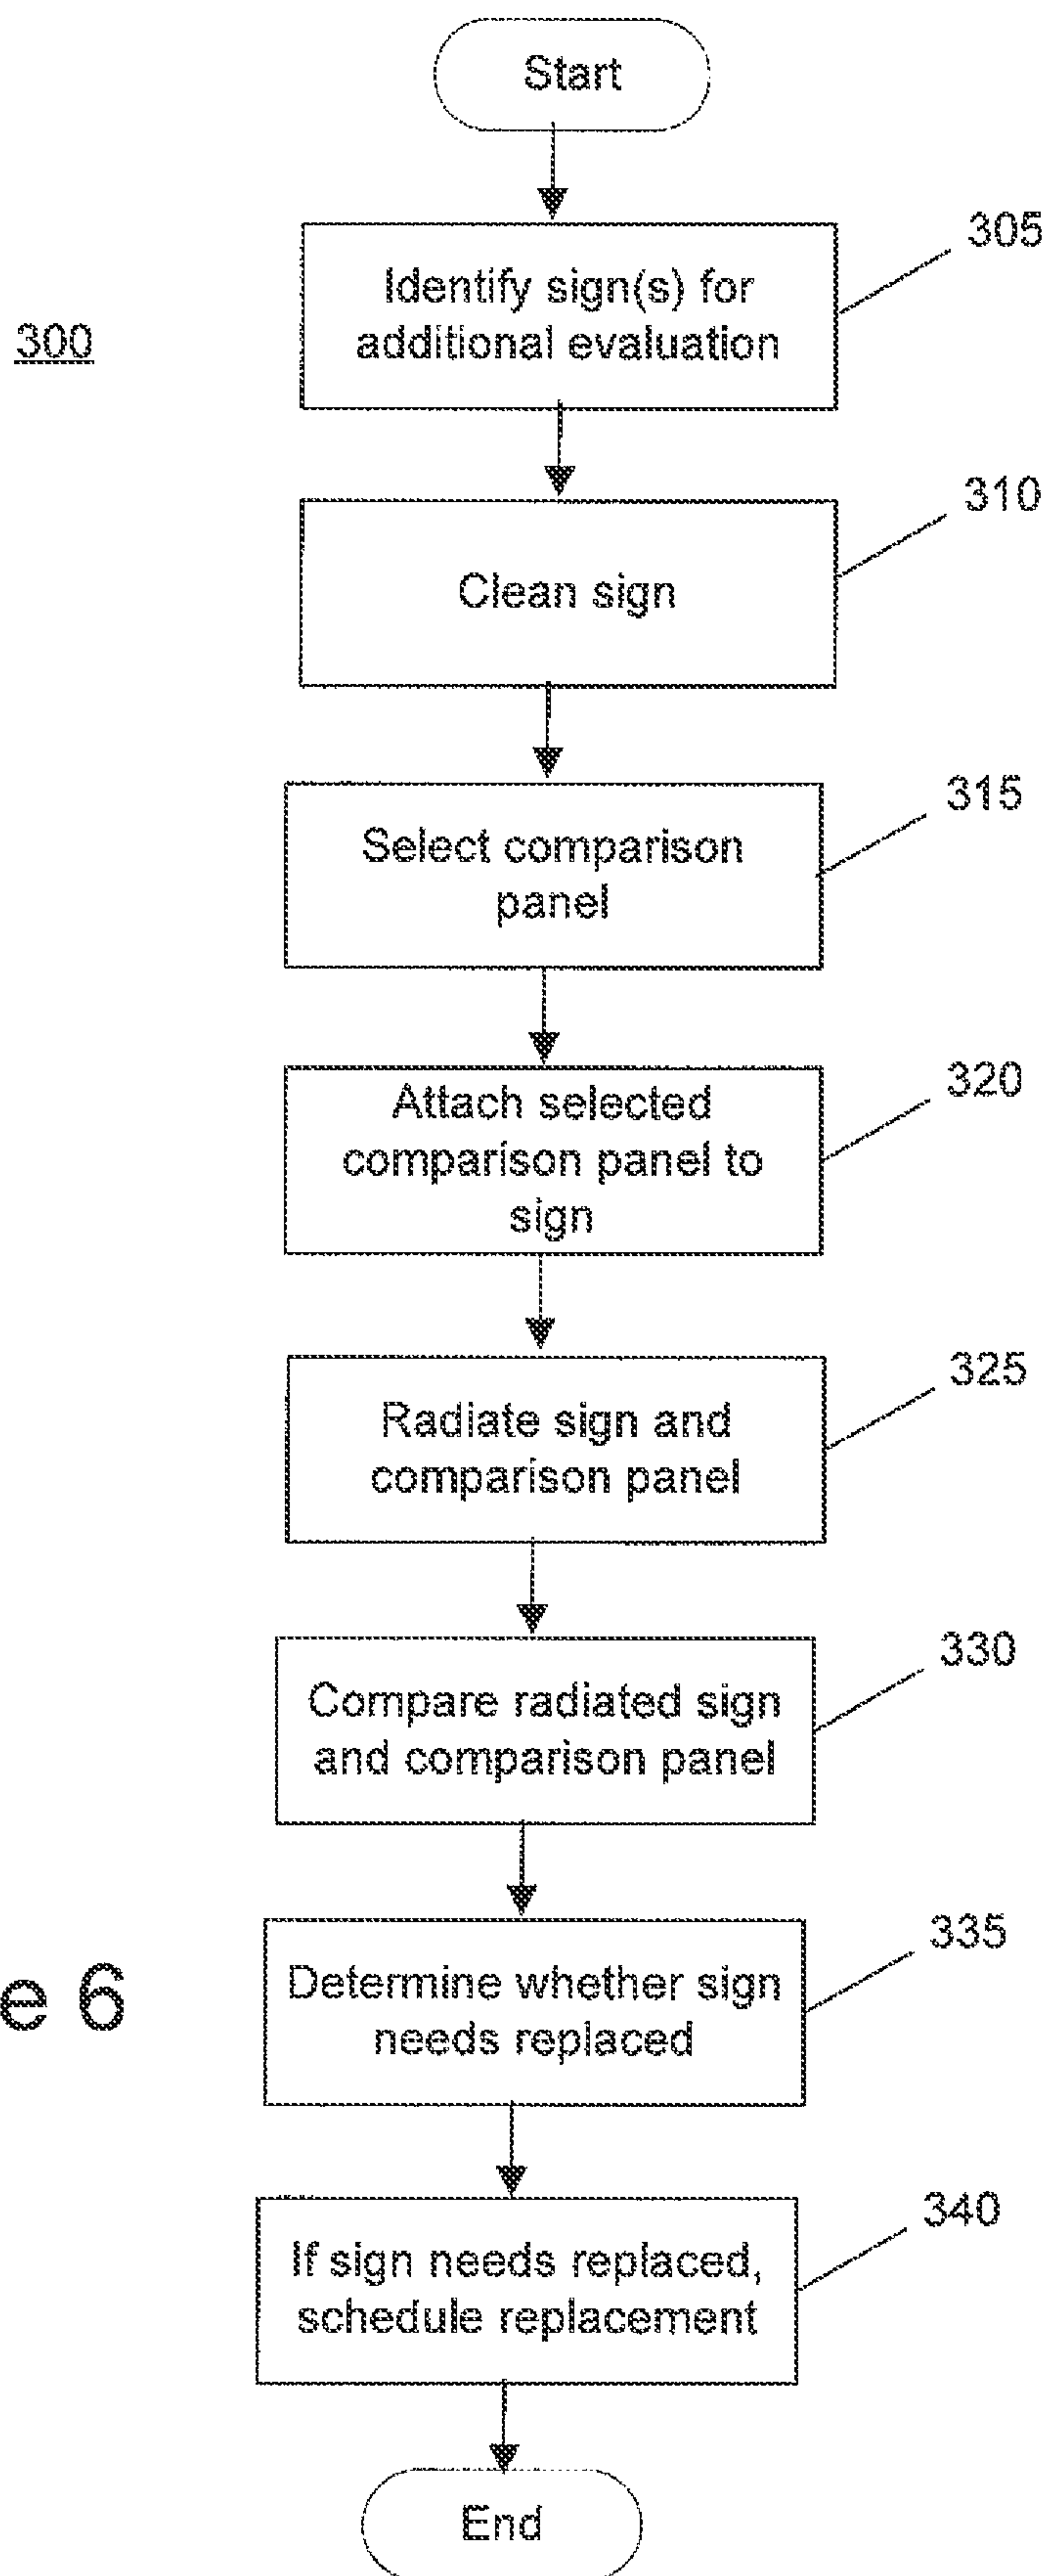 Start
305
Identify sign(s) for
additional evaluation
300
310
Clean sign
315
Select comparison
panel
320
Attach selected
comparison panel to
sign
325
Radiate sign and
comparison panel
330
Compare radiated sign
and comparison panel
335
Determine whether sign
needs replaced
e 6
340
If sign needs replaced,
schedule replacement
End